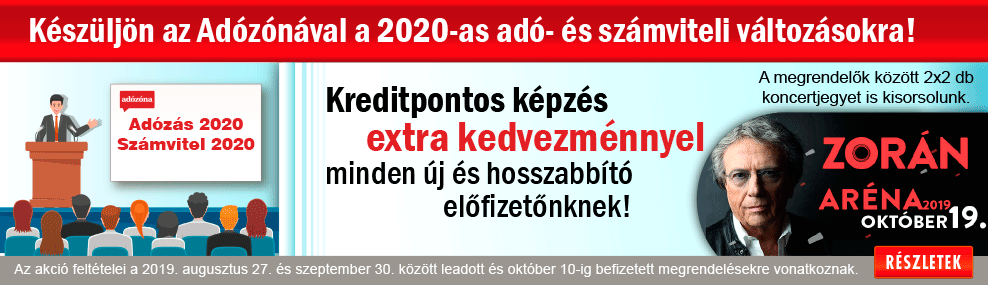 Készüljön az Adózónával a 2020-as adó- és számviteli változásokra!
adózóna
Adózás 2020
Számvitel 2020
Kreditpontos képzés
extra kedvezménnyel
minden új és hosszabbító
előfizetőnknek!
A megrendelők között 2x2 db
koncertjegyet is kisorsolunk.
ZORÁN
ARÉNA 2019
OKTÓBER 19.
Az akció feltételei a 2019. augusztus 27. és szeptember 30. között leadott és október 10-ig befizetett megrendelésekre vonatkoznak.
RÉSZLETEK